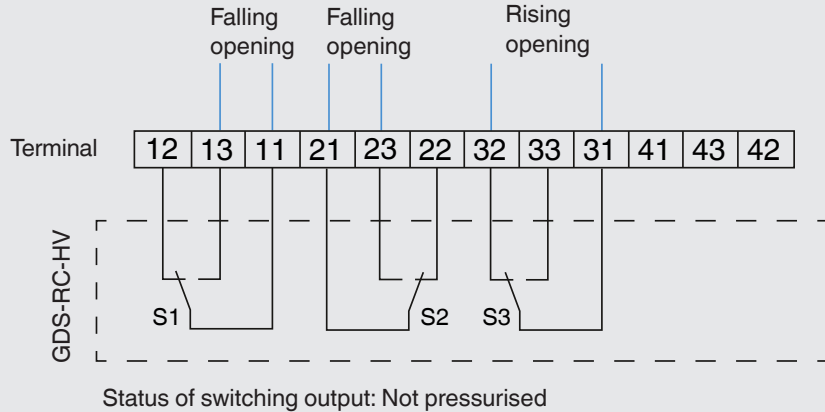 Falling opening
Falling opening
Rising opening
Terminal 12 13 11 21 23 22 32 33 31 41 43 42
GDS-RC-HV
S1 S2 S3
Status of switching output: Not pressurised